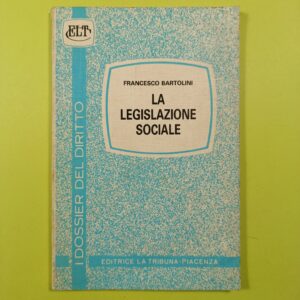 ELT
FRANCESCO BARTOLINI
LA
LEGISLAZIONE
SOCIALE
I DOSSIER DEL DIRITTO
EDITRICE LA TRIBUNA-PIACENZA